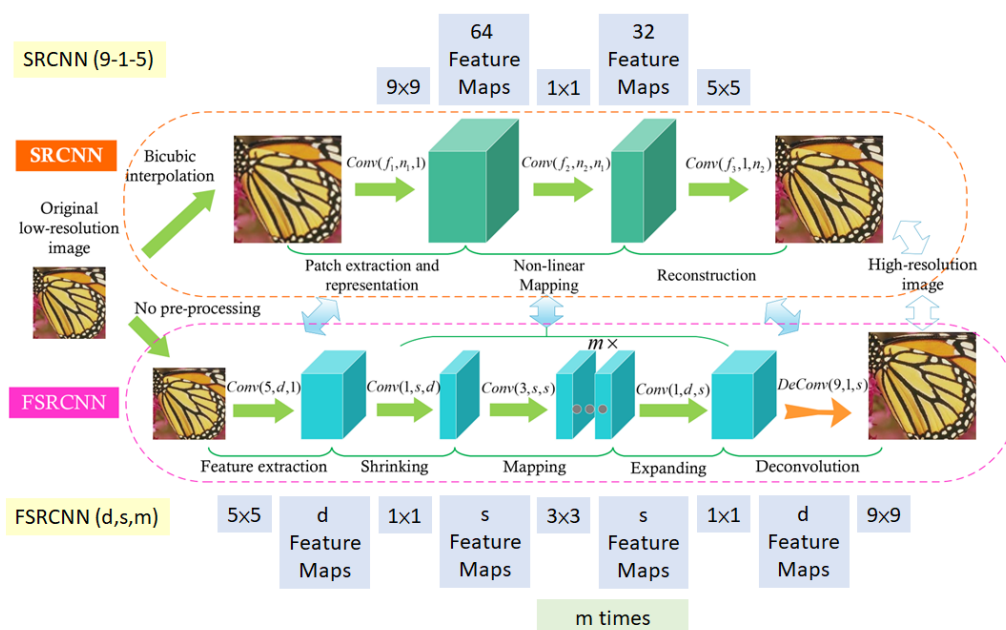 SRCNN (9-1-5)
64
Feature
Maps
32
Feature
Maps
9×9
1×1
5×5
SRCNN
Bicubic
interpolation
Original
low-resolution
image
Conv(f₁,n₁,1)
Conv(f₂,n₂,n₁)
Conv(f₃,1,n₂)
Patch extraction and
representation
Non-linear
Mapping
Reconstruction
High-resolution
image
No pre-processing
FSRCNN
m×
Conv(5,d,1)
Conv(1,s,d)
Conv(3,s,s)
Conv(1,d,s)
DeConv(9,1,s)
Feature extraction
Shrinking
Mapping
Expanding
Deconvolution
FSRCNN (d,s,m)
5×5
d
Feature
Maps
1×1
s
Feature
Maps
3×3
s
Feature
Maps
1×1
d
Feature
Maps
9×9
m times